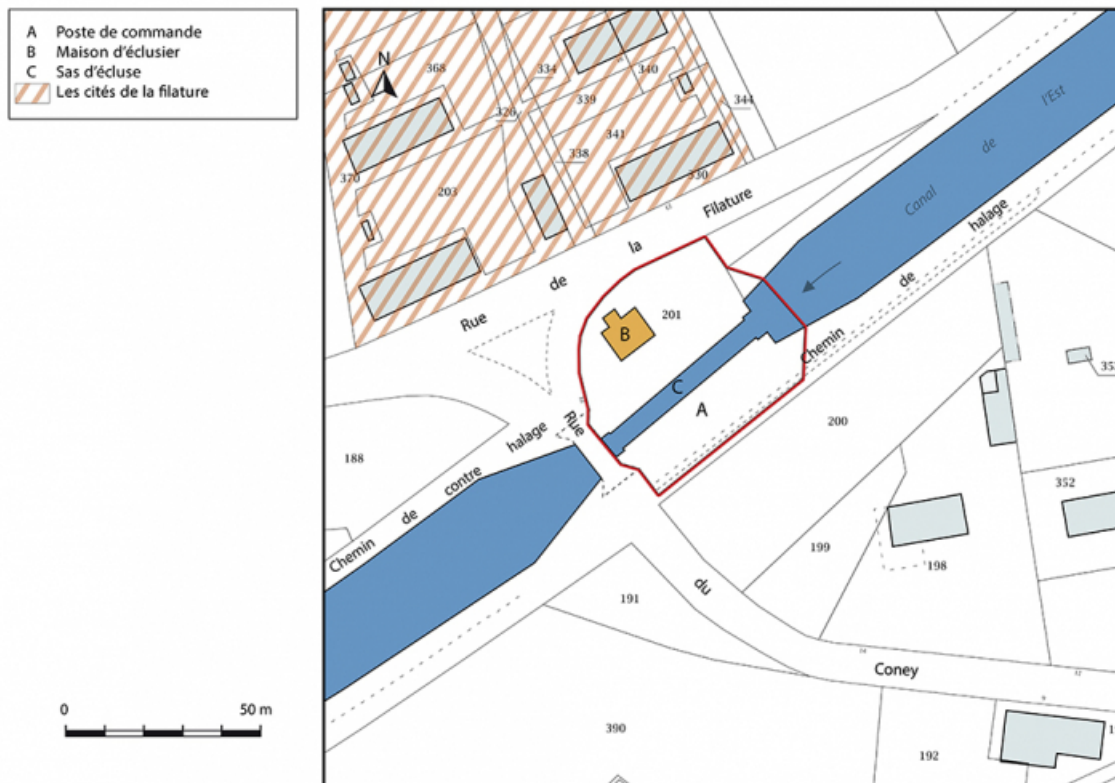 A Poste de commande
B Maison d'éclusier
C Sas d'écluse
Les cités de la filature
N
368
334
340
326
339
344
341
338
370
203
330
Rue de la Filature
Canal de l'Est
Chemin de halage
201
B
C
A
Rue du Coney
Chemin de contre halage
188
200
352
199
198
191
390
192
0 50 m